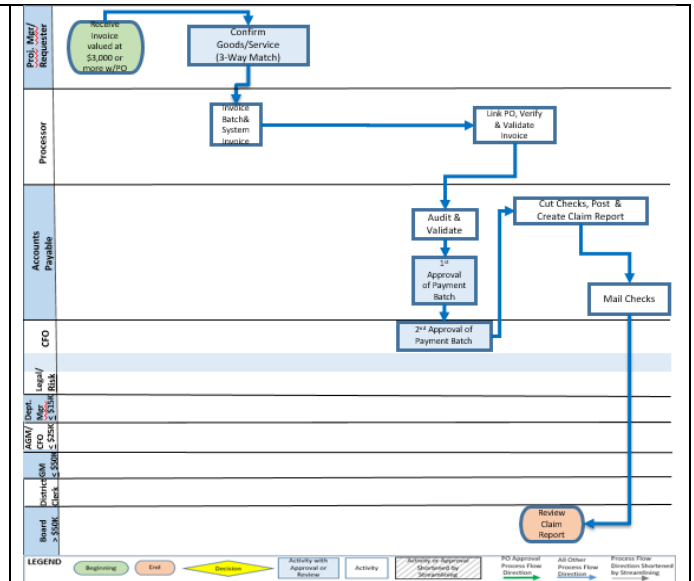 Proj. Mgr/
Requester
Receive
Invoice
valued at
$3,000 or
more w/PO
Confirm
Goods/Service
(3-Way Match)
Processor
Invoice
Batch&
System
Invoice
Link PO, Verify
& Validate
Invoice
Accounts
Payable
Audit &
Validate
1st
Approval
of Payment
Batch
Cut Checks, Post &
Create Claim Report
Mail Checks
CFO
2nd Approval of
Payment Batch
Legal/
Risk
Dept.
Mgr
< $15K
AGM/
CFO
< $25K
GM
< $50K
District
Clerk
Board
> $50K
Review
Claim
Report
LEGEND
Beginning
End
Decision
Activity with
Approval or
Review
Activity
Activity or Approval
Shortened by
Streamlining
PO Approval
Process Flow
Direction
All Other
Process Flow
Direction
Process Flow
Direction Shortened
by Streamlining